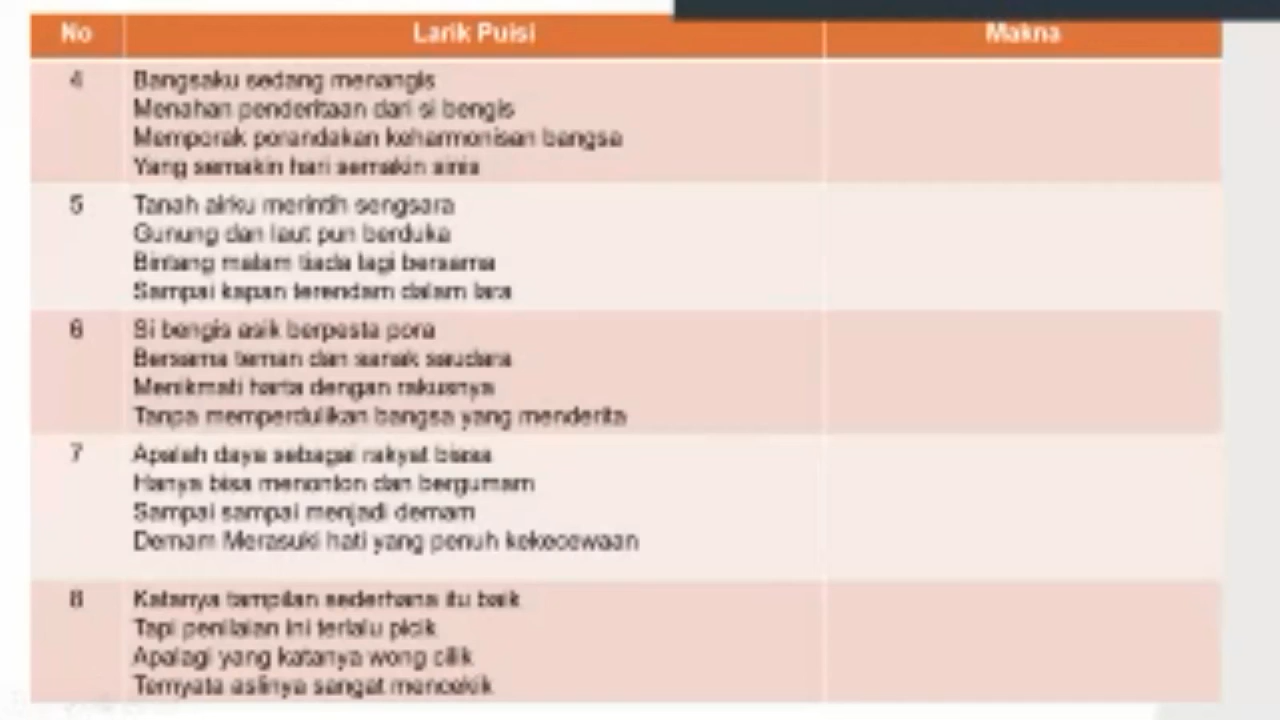 No Larik Puisi Makna
4 Bangsaku sedang menangis
Menahan penderitaan dari si bengis
Memporak porandakan keharmonisan bangsa
Yang semakin hari semakin sinis
5 Tanah airku merintih sengsara
Gunung dan laut pun berduka
Bintang malam tiada lagi bersama
Sampai kapan terendam dalam lara
6 Si bengis asik berpesta pora
Bersama teman dan sanak saudara
Menikmati harta dengan rakusnya
Tanpa memperdulikan bangsa yang menderita
7 Apalah daya sebagai rakyat biasa
Hanya bisa menonton dan bergumam
Sampai sampai menjadi demam
Demam Merasuki hati yang penuh kekecewaan
8 Katanya tampilan sederhana itu baik
Tapi penilaian ini terlalu picik
Apalagi yang katanya wong cilik
Ternyata aslinya sangat mencekik